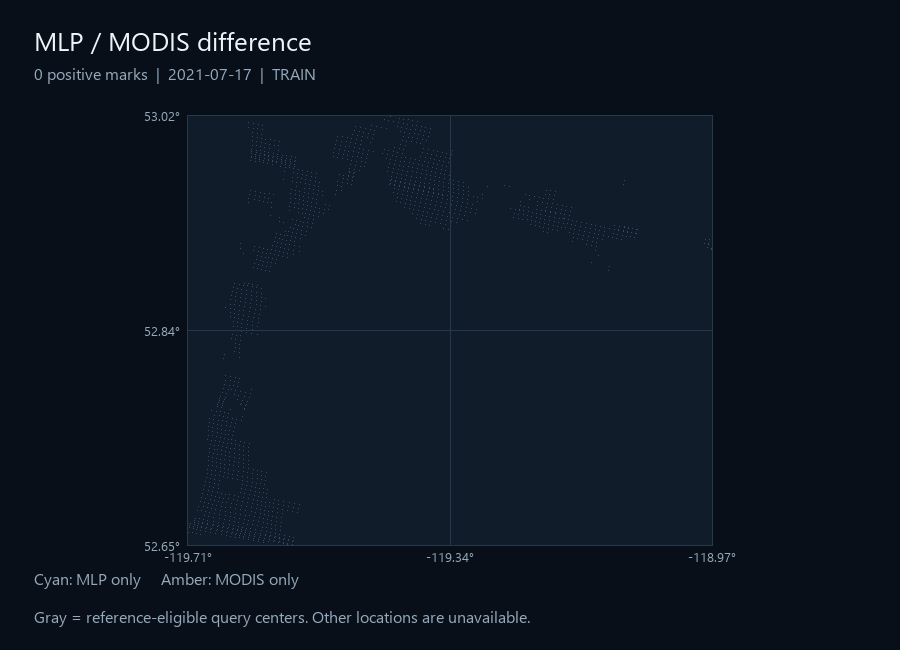 MLP / MODIS difference
0 positive marks | 2021-07-17 | TRAIN
53.02°
52.84°
52.65°
-119.71° -119.34° -118.97°
Cyan: MLP only Amber: MODIS only
Gray = reference-eligible query centers. Other locations are unavailable.